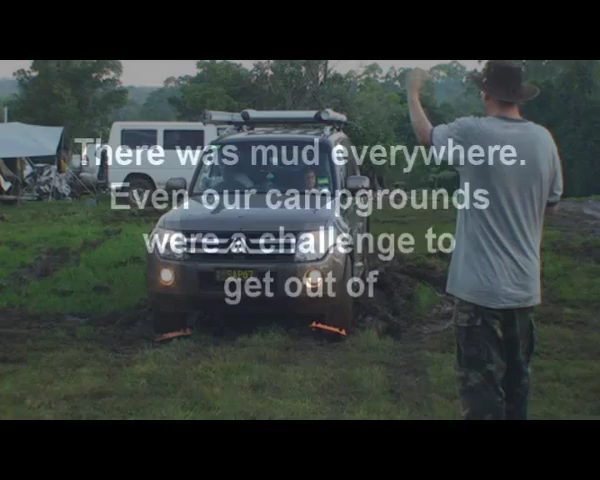 There was mud everywhere.
Even our campgrounds
were a challenge to
get out of